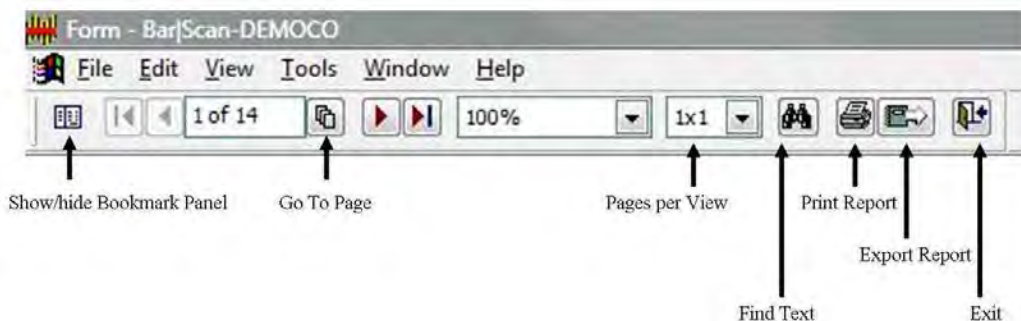 Form - Bar|Scan-DEMOCO
File Edit View Tools Window Help
1 of 14 100% 1x1
Show/hide Bookmark Panel Go To Page Pages per View Print Report
Export Report
Find Text Exit